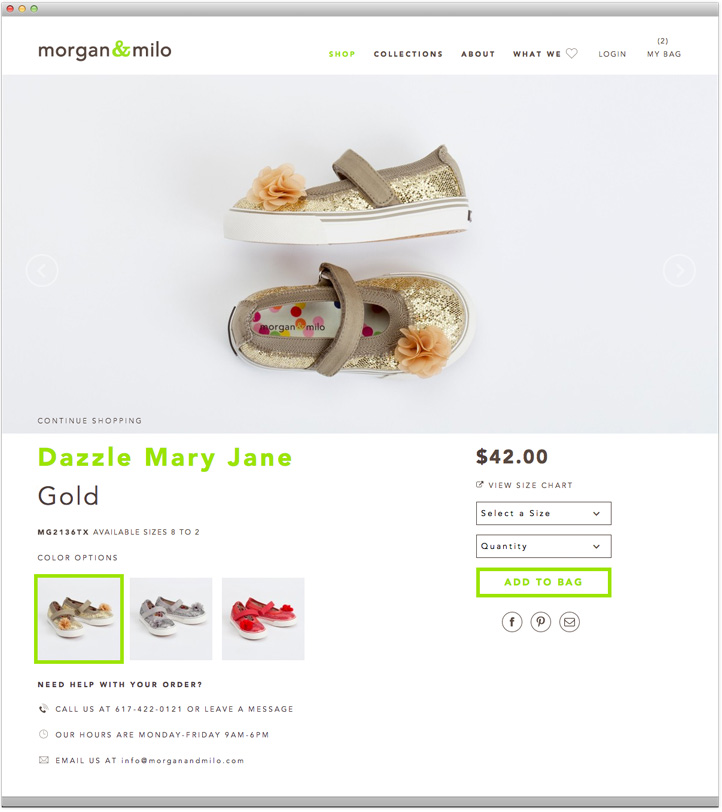 morgan&milo
SHOP COLLECTIONS ABOUT WHAT WE LOGIN (2) MY BAG
morgan milo
CONTINUE SHOPPING
Dazzle Mary Jane
Gold
MG2136TX AVAILABLE SIZES 8 TO 2
COLOR OPTIONS
$42.00
VIEW SIZE CHART
Select a Size
Quantity
ADD TO BAG
NEED HELP WITH YOUR ORDER?
CALL US AT 617-422-0121 OR LEAVE A MESSAGE
OUR HOURS ARE MONDAY-FRIDAY 9AM-6PM
EMAIL US AT info@morganandmilo.com